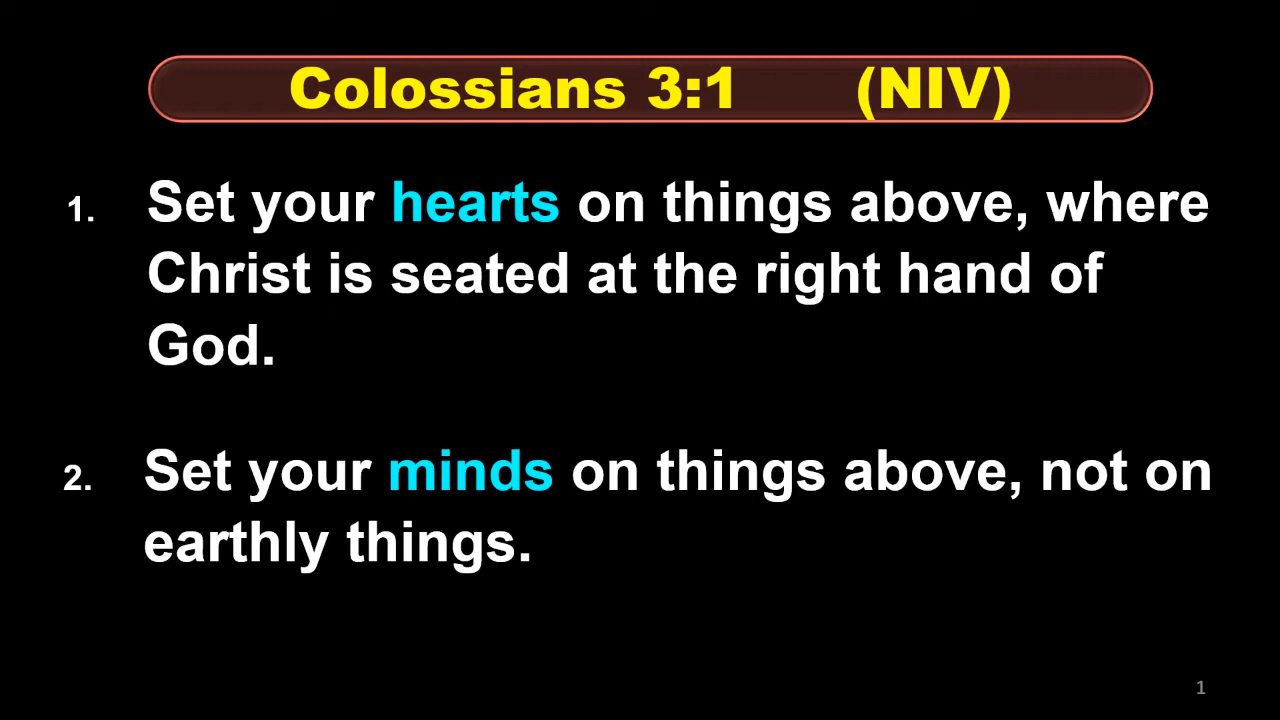 Colossians 3:1 (NIV)
1. Set your hearts on things above, where
Christ is seated at the right hand of
God.
2. Set your minds on things above, not on
earthly things.
1